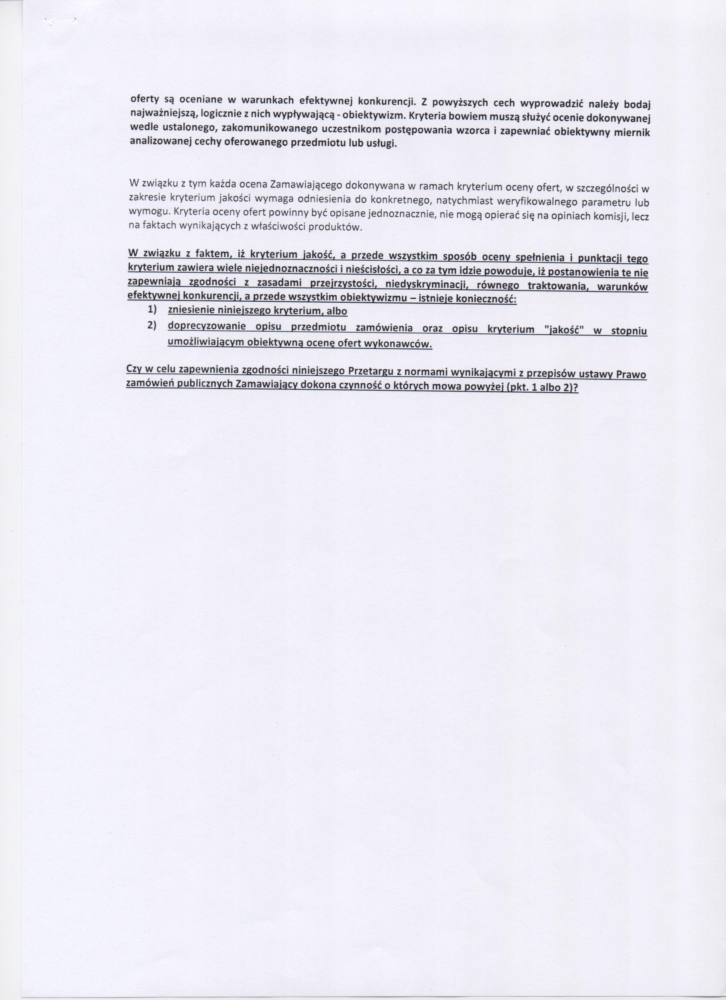 oferty są oceniane w warunkach efektywnej konkurencji. Z powyższych cech wyprowadzić należy bodaj
najważniejszą, logicznie z nich wypływającą - obiektywizm. Kryteria bowiem muszą służyć ocenie dokonywanej
wedle ustalonego, zakomunikowanego uczestnikom postępowania wzorca i zapewniać obiektywny miernik
analizowanej cechy oferowanego przedmiotu lub usługi.
W związku z tym każda ocena Zamawiającego dokonywana w ramach kryterium oceny ofert, w szczególności w
zakresie kryterium jakości wymaga odniesienia do konkretnego, natychmiast weryfikowalnego parametru lub
wymogu. Kryteria oceny ofert powinny być opisane jednoznacznie, nie mogą opierać się na opiniach komisji, lecz
na faktach wynikających z właściwości produktów.
W związku z faktem, iż kryterium jakość, a przede wszystkim sposób oceny spełnienia i punktacji tego
kryterium zawiera wiele niejednoznaczności i nieścisłości, a co za tym idzie powoduje, iż postanowienia te nie
zapewniają zgodności z zasadami przejrzystości, niedyskryminacji, równego traktowania, warunków
efektywnej konkurencji, a przede wszystkim obiektywizmu – istnieje konieczność:
1) zniesienie niniejszego kryterium, albo
2) doprecyzowanie opisu przedmiotu zamówienia oraz opisu kryterium "jakość" w stopniu
umożliwiającym obiektywną ocenę ofert wykonawców.
Czy w celu zapewnienia zgodności niniejszego Przetargu z normami wynikającymi z przepisów ustawy Prawo
zamówień publicznych Zamawiający dokona czynność o których mowa powyżej (pkt. 1 albo 2)?